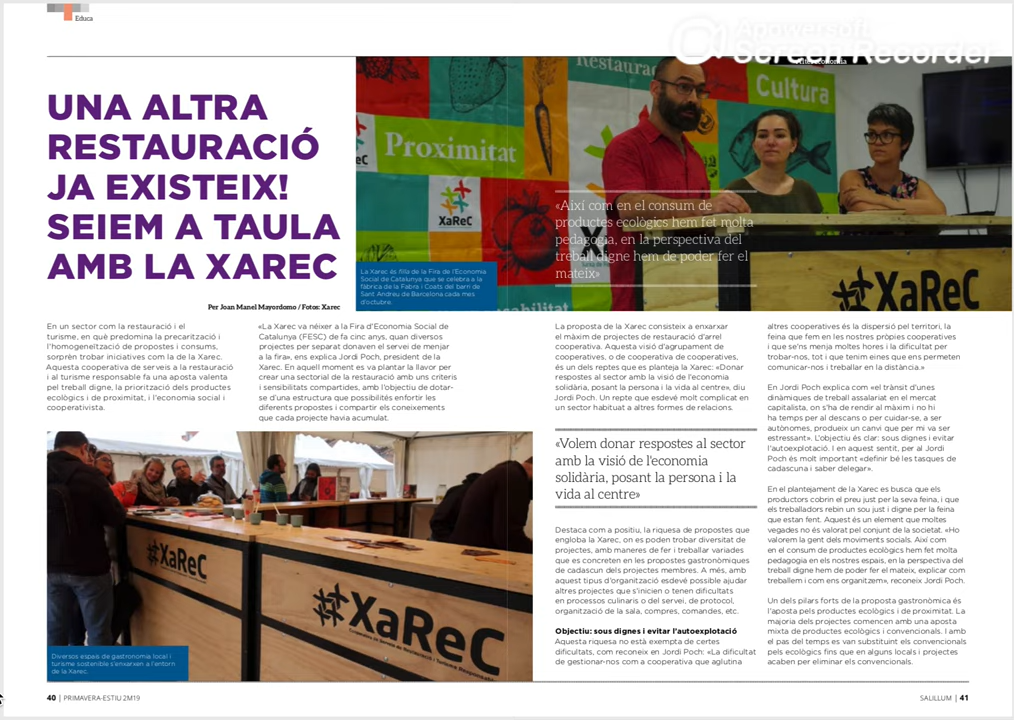 Educa
Apowersoft
Screen Recorder
UNA ALTRA
RESTAURACIÓ
JA EXISTEIX!
SEIEM A TAULA
AMB LA XAREC
Per Joan Manel Mayordomo / Fotos: Xarec
Restaurac
Cultura
Proximitat
XaReC
XaReC
La Xarec és filla de la Fira de l'Economia
Social de Catalunya que se celebra a la
fàbrica de la Fabra i Coats del barri de
Sant Andreu de Barcelona cada mes
d'octubre.
«Així com en el consum de
productes ecològics hem fet molta
pedagogia, en la perspectiva del
treball digne hem de poder fer el
mateix»
En un sector com la restauració i el
turisme, en què predomina la precarització i
l'homogeneïtzació de propostes i consums,
sorprèn trobar iniciatives com la de la Xarec.
Aquesta cooperativa de serveis a la restauració
i al turisme responsable fa una aposta valenta
pel treball digne, la prioritzció dels productes
ecològics i de proximitat, i l'economia social i
cooperativista.
«La Xarec va néixer a la Fira d'Economia Social de
Catalunya (FESC) de fa cinc anys, quan diversos
projectes per separat donaven el servei de menjar
a la fira», ens explica Jordi Poch, president de la
Xarec. En aquell moment es va plantar la llavor per
crear una sectorial de la restauració amb uns criteris
i sensibilitats compartides, amb l'objectiu de dotar-
se d'una estructura que possibilités enfortir les
diferents propostes i compartir els coneixements
que cada projecte havia acumulat.
#XaReC
#XaReC
Diversos espais de gastronomia local i
turisme sostenible s'enxarxen a l'entorn
de la Xarec.
La proposta de la Xarec consisteix a enxarxar
el màxim de projectes de restauració d'arrel
cooperativa. Aquesta visió d'agrupament de
cooperatives, o de cooperativa de cooperatives,
és un dels reptes que es planteja la Xarec: «Donar
respostes al sector amb la visió de l'economia
solidària, posant la persona i la vida al centre», diu
Jordi Poch. Un repte que esdevé molt complicat en
un sector habituat a altres formes de relacions.
«Volem donar respostes al sector
amb la visió de l'economia
solidària, posant la persona i la
vida al centre»
Destaca com a positiu, la riquesa de propostes que
engloba la Xarec, on es poden trobar diversitat de
projectes, amb maneres de fer i treballar variades
que es concreten en les propostes gastronòmiques
de cadascun dels projectes membres. A més, amb
aquest tipus d'organització esdevé possible ajudar
altres projectes que s'inicien o tenen dificultats
en processos culinaris o del servei, de protocol,
organització de la sala, compres, comandes, etc.
Objectiu: sous dignes i evitar l'autoexplotació
Aquesta riquesa no està exempta de certes
dificultats, com reconeix en Jordi Poch: «La dificultat
de gestionar-nos com a cooperativa que aglutina
altres cooperatives és la dispersió pel territori, la
feina que fem en les nostres pròpies cooperatives
i que se'ns menja moltes hores i la dificultat per
trobar-nos, tot i que tenim eines que ens permeten
comunicar-nos i treballar en la distància.»
En Jordi Poch explica com «el trànsit d'unes
dinàmiques de treball assalariat en el mercat
capitalista, on s'ha de rendir al màxim i no hi
ha temps per al descans o per cuidar-se, a ser
autònomes, produeix un canvi que per mi va ser
estressant». L'objectiu és clar: sous dignes i evitar
l'autoexplotació. I en aquest sentit, per al Jordi
Poch és molt important «definir bé les tasques de
cadascuna i saber delegar».
En el plantejament de la Xarec es busca que els
productors cobrin el preu just per la seva feina, i que
els treballadors rebin un sou just i digne per la feina
que estan fent. Aquest és un element que moltes
vegades no és valorat pel conjunt de la societat. «Ho
valorem la gent dels moviments socials. Així com
en el consum de productes ecològics hem fet molta
pedagogia en els nostres espais, en la perspectiva del
treball digne hem de poder fer el mateix, explicar com
treballem i com ens organitzem», reconeix Jordi Poch.
Un dels pilars forts de la proposta gastronòmica és
l'aposta pels productes ecològics i de proximitat. La
majoria dels projectes comencen amb una aposta
mixta de productes ecològics i convencionals. I amb
el pas del temps es van substituint els convencionals
pels ecològics fins que en alguns locals i projectes
acaben per eliminar els convencionals.
40 | PRIMAVERA-ESTIU 2M19
SALILLUM | 41